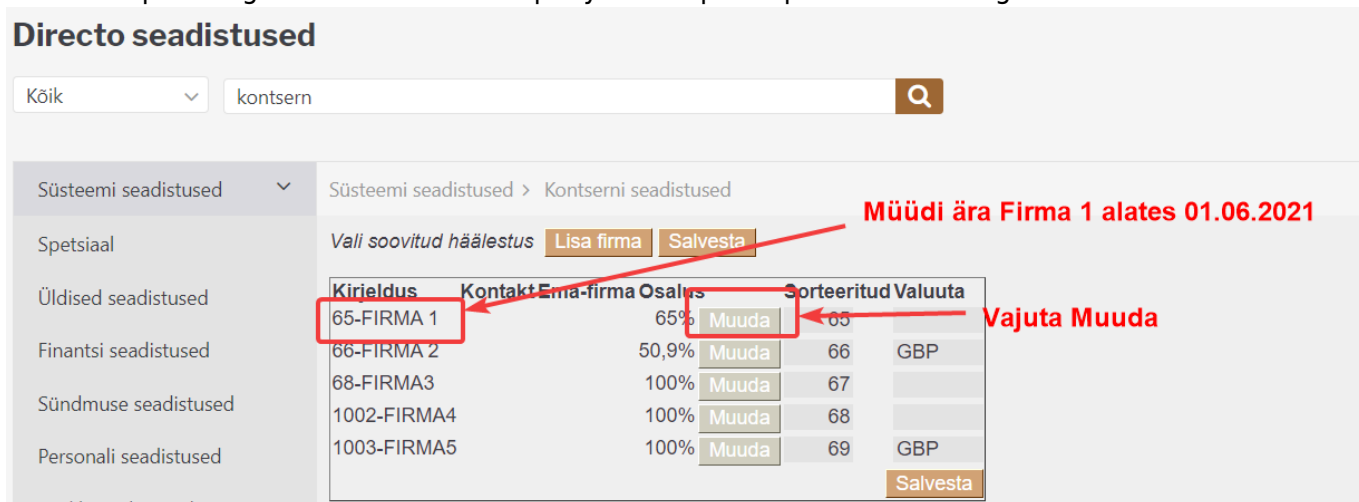 Directo seadistused
Kõik kontsern
Süsteemi seadistused Süsteemi seadistused > Kontserni seadistused
Müüdi ära Firma 1 alates 01.06.2021
Spetsiaal Vali soovitud häälestus Lisa firma Salvesta
Üldised seadistused Kirjeldus Kontakt Ema-firma Osalus Sorteeritud Valuuta
65-FIRMA 1 65% Muuda 65 Vajuta Muuda
Finantsi seadistused 66-FIRMA 2 50,9% Muuda 66 GBP
68-FIRMA3 100% Muuda 67
Sündmuse seadistused 1002-FIRMA4 100% Muuda 68
Personali seadistused 1003-FIRMA5 100% Muuda 69 GBP
Salvesta